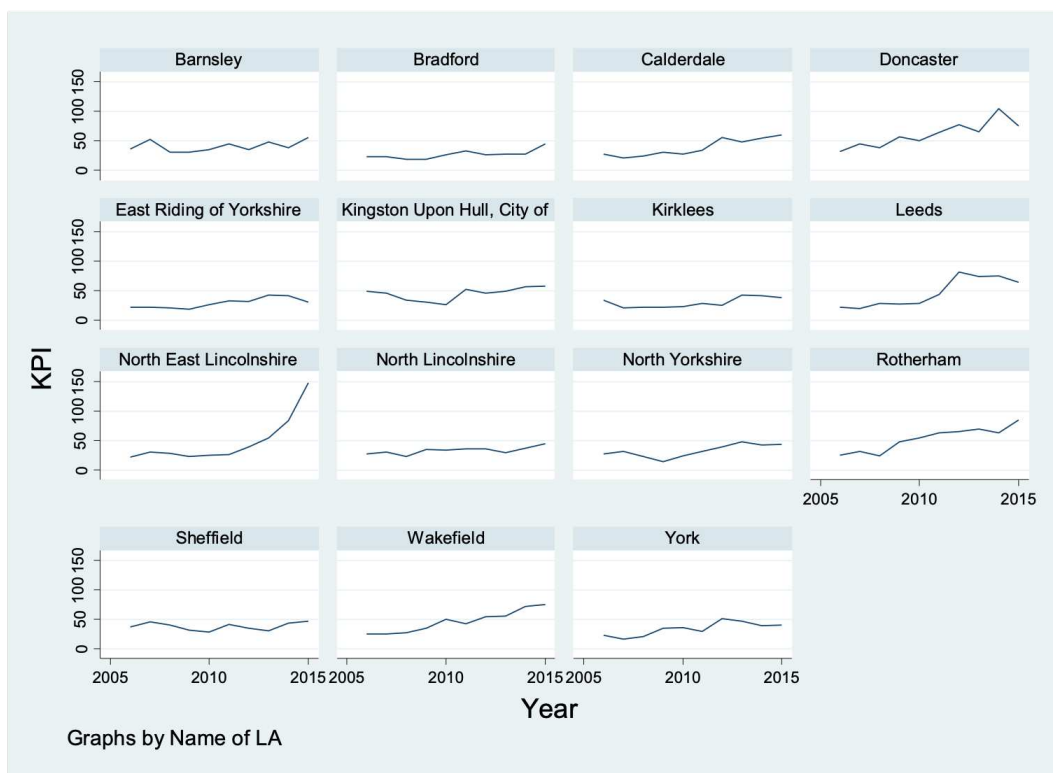 Barnsley
Bradford
Calderdale
Doncaster
0 50 100 150
East Riding of Yorkshire
Kingston Upon Hull, City of
Kirklees
Leeds
0 50 100 150
North East Lincolnshire
North Lincolnshire
North Yorkshire
Rotherham
0 50 100 150
2005 2010 2015
Sheffield
Wakefield
York
0 50 100 150
2005 2010 2015 2005 2010 2015 2005 2010 2015
KPI
Year
Graphs by Name of LA